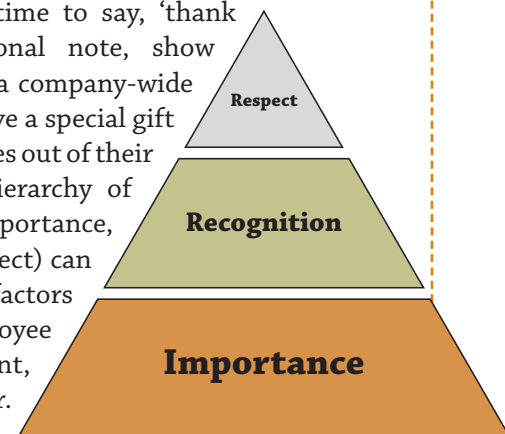 time to say, ‘thank
onal note, show
a company-wide
ve a special gift
es out of their
ierarchy of
portance,
ect) can
factors
oyee
nt,
r.
Respect
Recognition
Importance